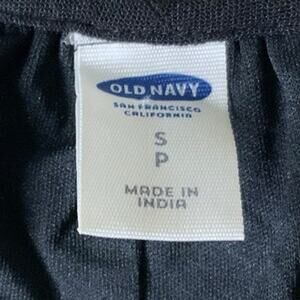 OLD NAVY
SAN FRANCISCO
CALIFORNIA
S
P
MADE IN
INDIA